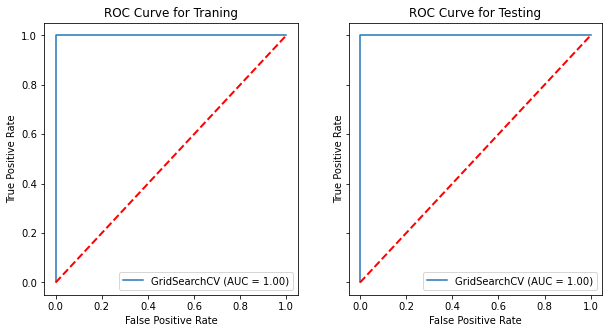 ROC Curve for Traning
True Positive Rate
1.0
0.8
0.6
0.4
0.2
0.0
GridSearchCV (AUC = 1.00)
0.0 0.2 0.4 0.6 0.8 1.0
False Positive Rate
ROC Curve for Testing
True Positive Rate
GridSearchCV (AUC = 1.00)
0.0 0.2 0.4 0.6 0.8 1.0
False Positive Rate